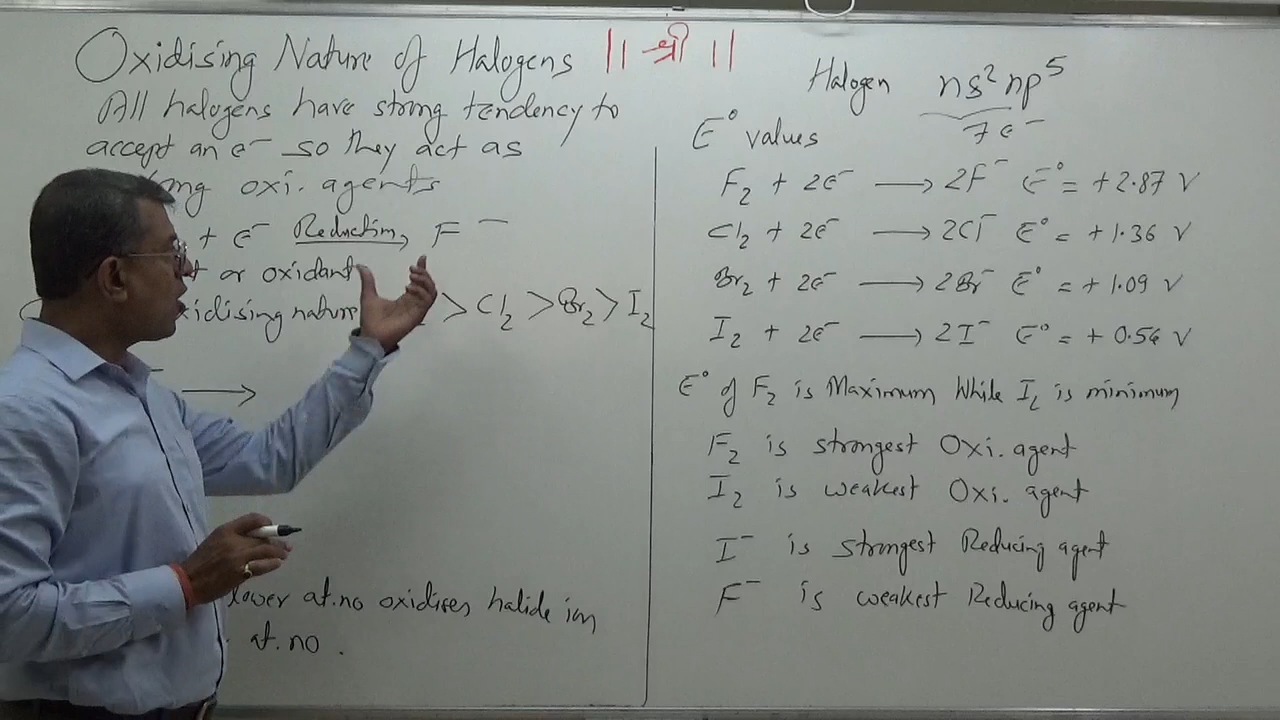 Oxidising Nature of Halogens || श्री ||
All halogens have strong tendency to
accept an e⁻ so they act as
oxi. agents
+ e⁻ Reduction F⁻
or oxidant
oxidising nature > Cl₂ > Br₂ > I₂
→
lower at.no oxidises halide ion
at.no.
Halogen ns²np⁵
7e⁻
E° values
F₂ + 2e⁻ → 2F⁻ E° = +2.87 V
Cl₂ + 2e⁻ → 2Cl⁻ E° = +1.36 V
Br₂ + 2e⁻ → 2Br⁻ E° = +1.09 V
I₂ + 2e⁻ → 2I⁻ E° = +0.54 V
E° of F₂ is Maximum While I₂ is minimum
F₂ is strongest Oxi. agent
I₂ is weakest Oxi. agent
I⁻ is strongest Reducing agent
F⁻ is weakest Reducing agent